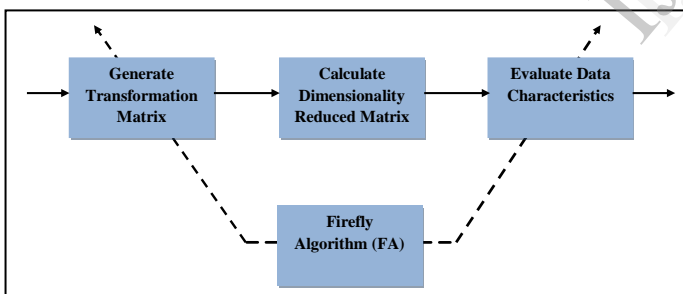 Generate
Transformation
Matrix
Calculate
Dimensionality
Reduced Matrix
Evaluate Data
Characteristics
Firefly
Algorithm (FA)